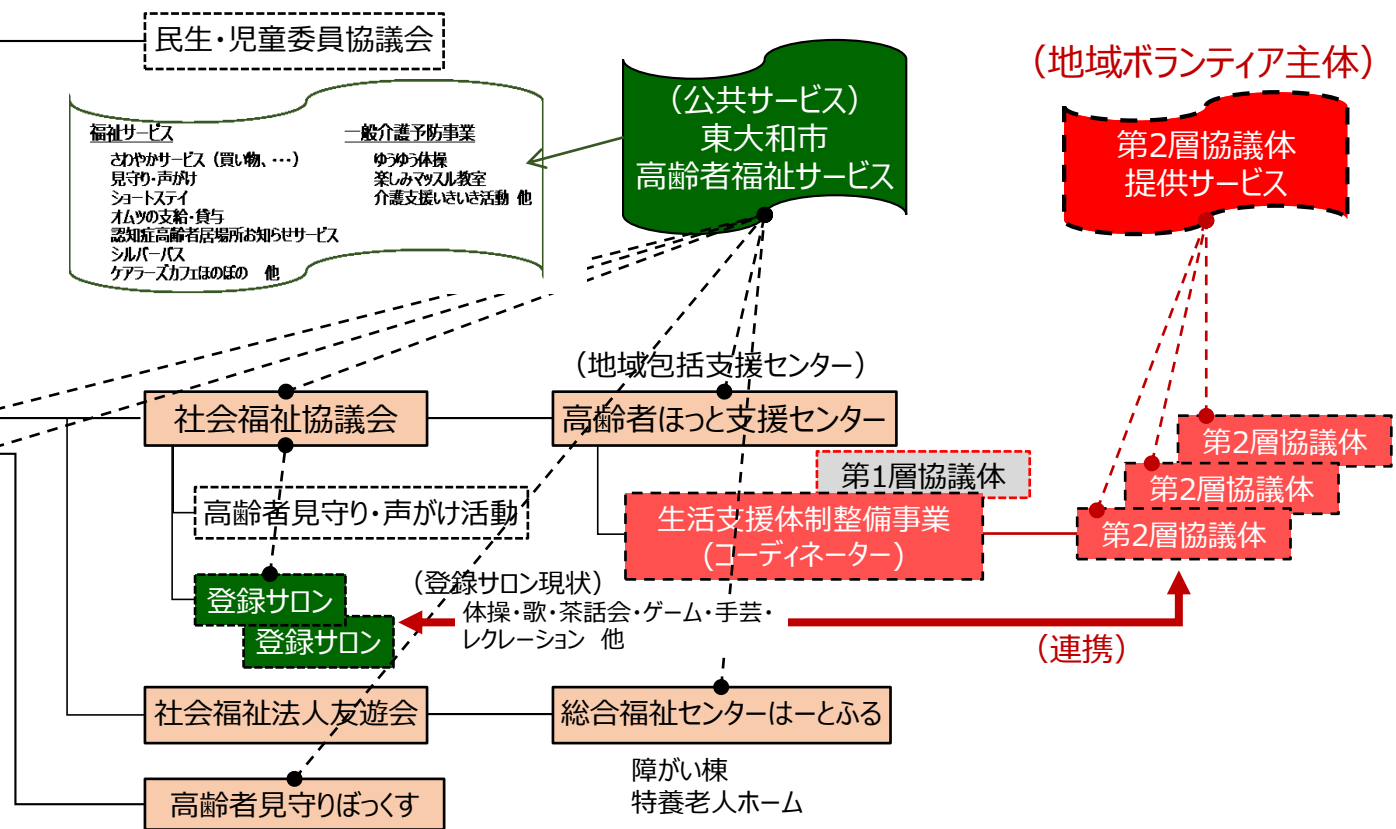 民生・児童委員協議会
福祉サービス
さわやかサービス（買い物、・・・）
見守り・声がけ
ショートステイ
オムツの支給・貸与
認知症高齢者居場所お知らせサービス
シルバーパス
ケアラーズカフェほのぼの　他
一般介護予防事業
ゆうゆう体操
楽しみマッスル教室
介護支援いきいき活動　他
（公共サービス）
東大和市
高齢者福祉サービス
（地域ボランティア主体）
第2層協議体
提供サービス
（地域包括支援センター）
社会福祉協議会
高齢者ほっと支援センター
第2層協議体
第2層協議体
第2層協議体
第1層協議体
高齢者見守り・声がけ活動
生活支援体制整備事業
(コーディネーター)
登録サロン
登録サロン
（登録サロン現状）
体操・歌・茶話会・ゲーム・手芸・
レクレーション　他
（連携）
社会福祉法人友遊会
総合福祉センターはーとふる
障がい棟
特養老人ホーム
高齢者見守りぼっくす